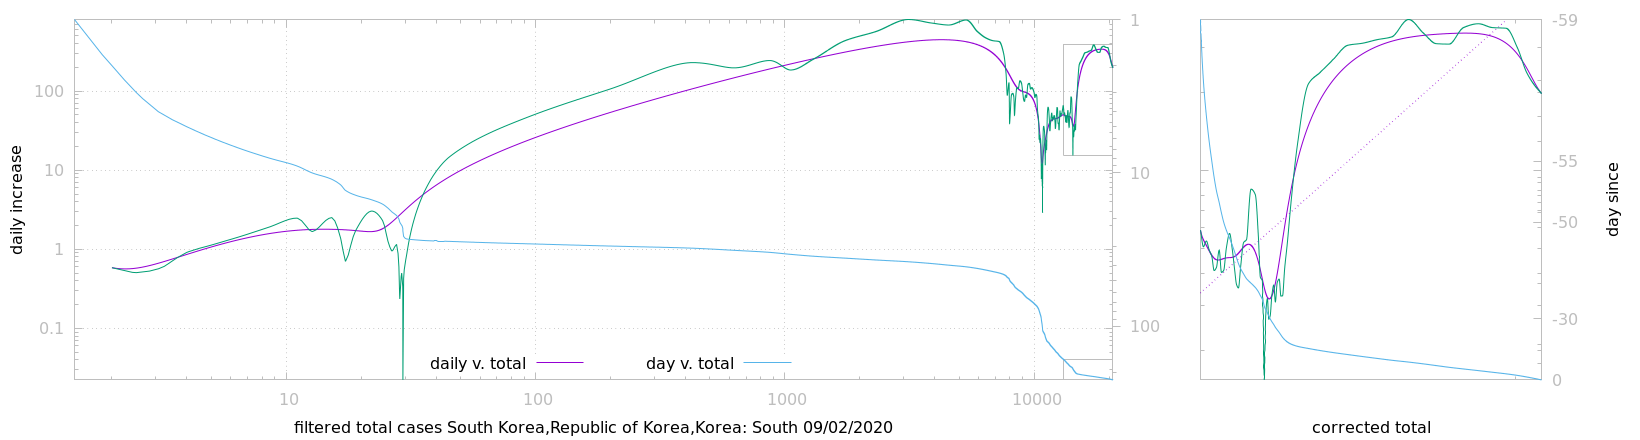 1
-59
100
daily increase
10
-55
10
day since
-50
1
-30
0.1
100
daily v. total
day v. total
0
10
100
1000
10000
filtered total cases South Korea,Republic of Korea,Korea: South 09/02/2020
corrected total